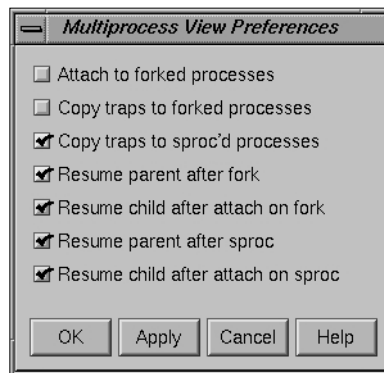 Multiprocess View Preferences
Attach to forked processes
Copy traps to forked processes
Copy traps to sproc'd processes
Resume parent after fork
Resume child after attach on fork
Resume parent after sproc
Resume child after attach on sproc
OK Apply Cancel Help